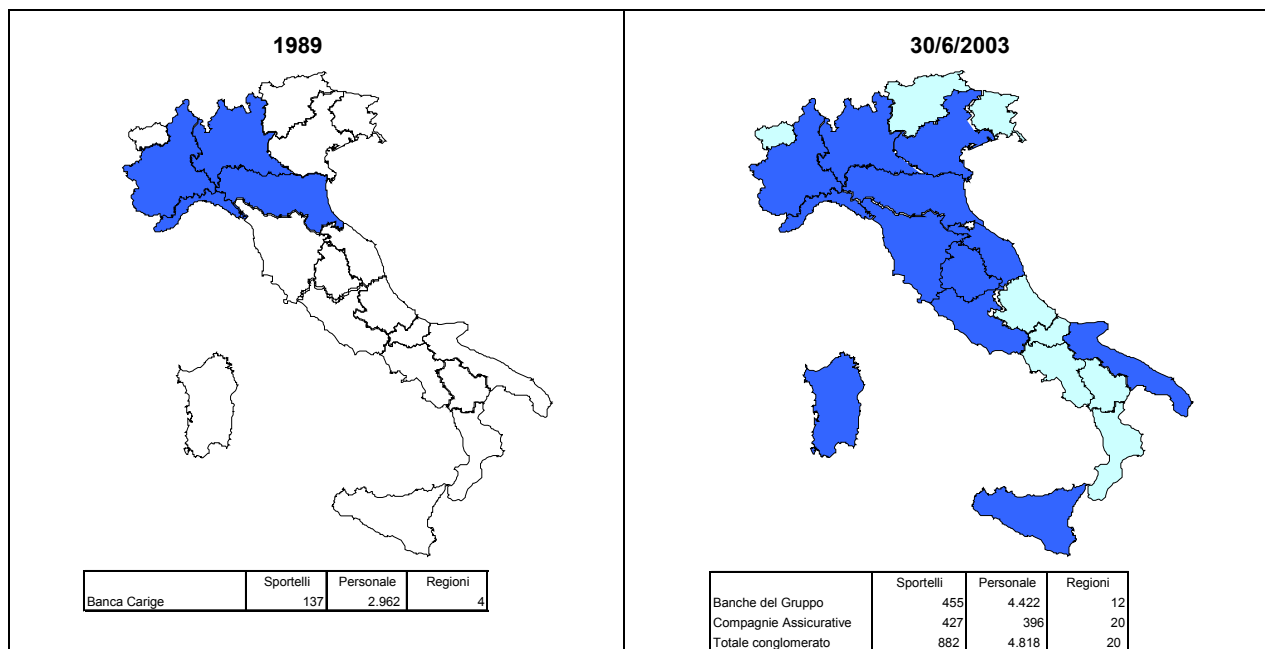 1989
Sportelli Personale Regioni
Banca Carige 137 2.962 4
30/6/2003
Sportelli Personale Regioni
Banche del Gruppo 455 4.422 12
Compagnie Assicurative 427 396 20
Totale conglomerato 882 4.818 20